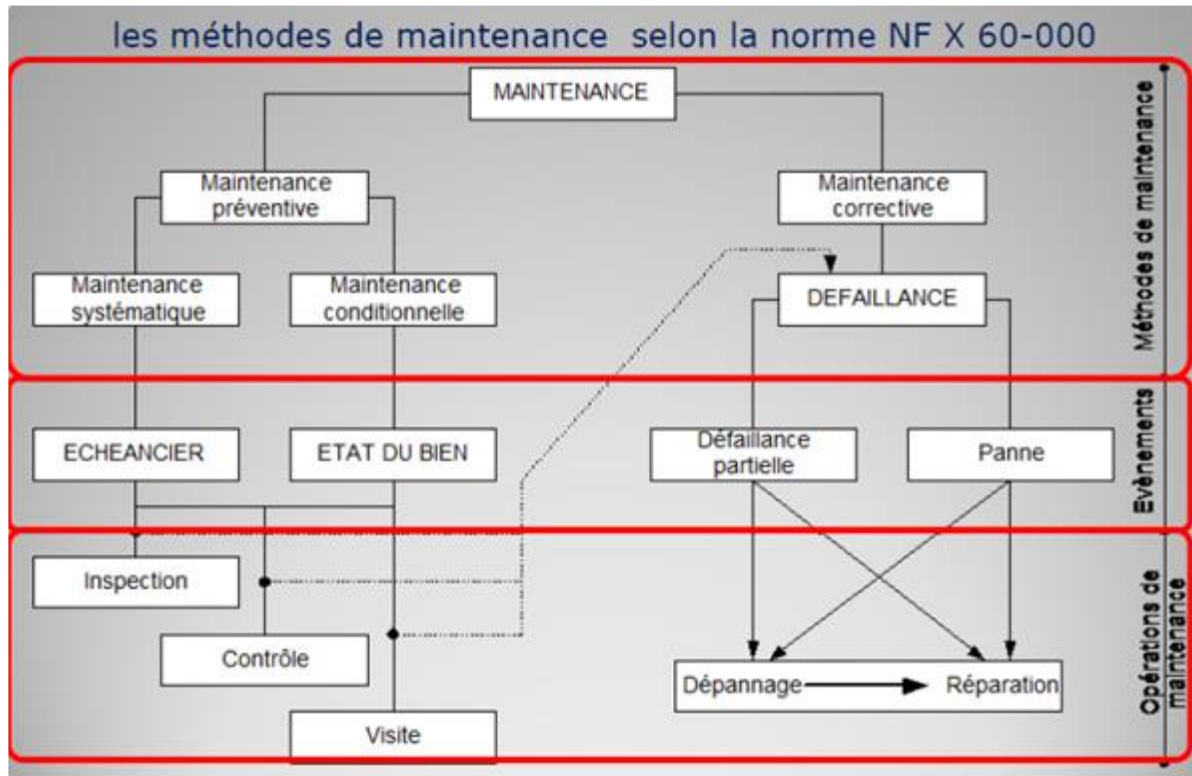 les méthodes de maintenance selon la norme NF X 60-000
MAINTENANCE
Maintenance
préventive
Maintenance
corrective
Maintenance
systématique
Maintenance
conditionnelle
DEFAILLANCE
Méthodes de maintenance
ECHEANCIER
ETAT DU BIEN
Défaillance
partielle
Panne
Evènements
Inspection
Contrôle
Visite
Dépannage
Réparation
Opérations de
maintenance